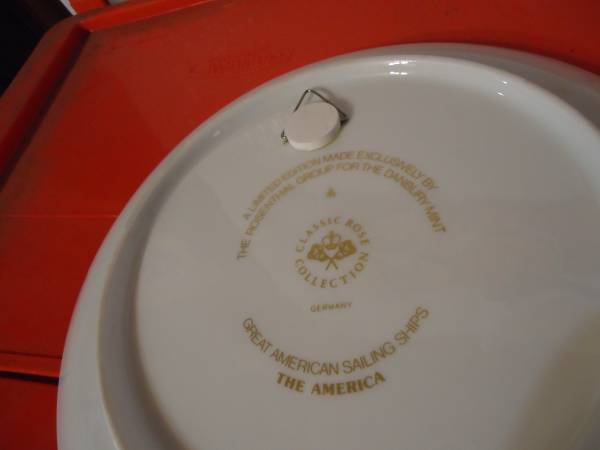 A LIMITED EDITION MADE EXCLUSIVELY BY
THE ROSENTHAL GROUP FOR THE DANBURY MINT
CLASSIC ROSE
COLLECTION
GERMANY
GREAT AMERICAN SAILING SHIPS
THE AMERICA